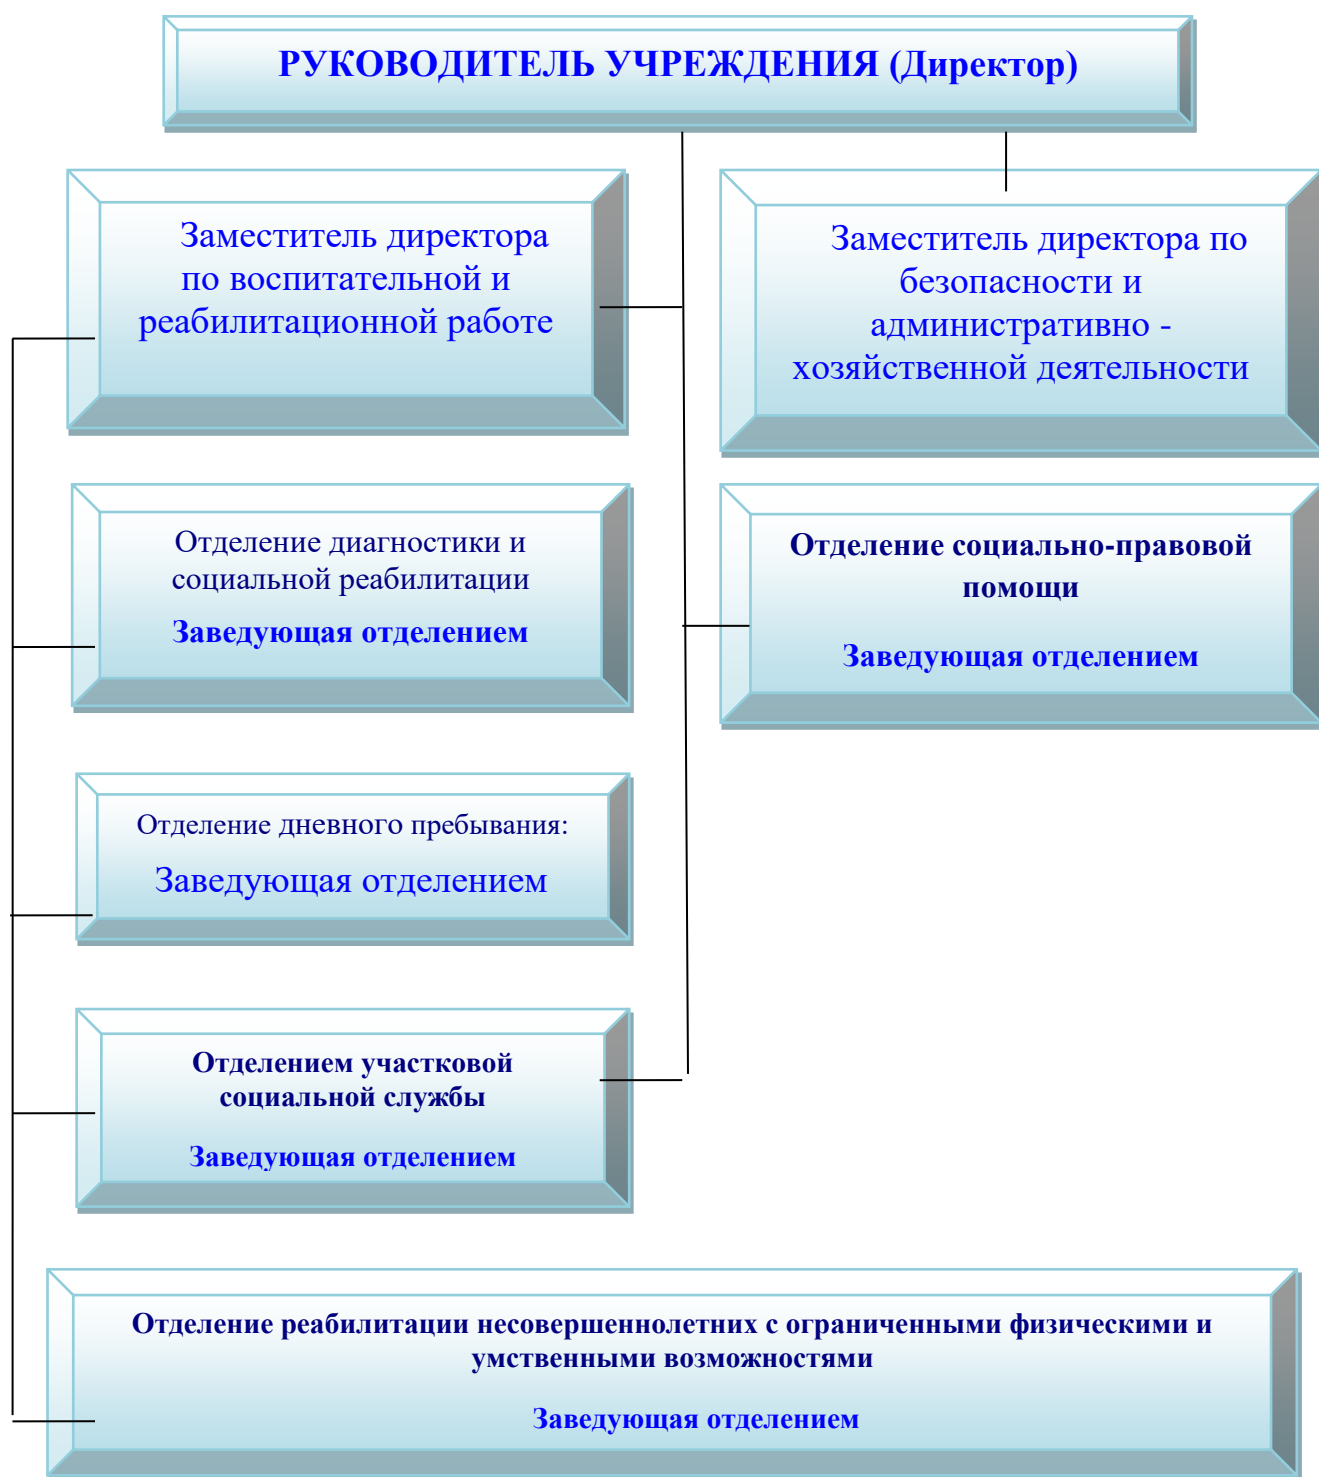 РУКОВОДИТЕЛЬ УЧРЕЖДЕНИЯ (Директор)
Заместитель директора
по воспитательной и
реабилитационной работе
Заместитель директора по
безопасности и
административно -
хозяйственной деятельности
Отделение диагностики и
социальной реабилитации
Заведующая отделением
Отделение социально-правовой
помощи
Заведующая отделением
Отделение дневного пребывания:
Заведующая отделением
Отделением участковой
социальной службы
Заведующая отделением
Отделение реабилитации несовершеннолетних с ограниченными физическими и
умственными возможностями
Заведующая отделением